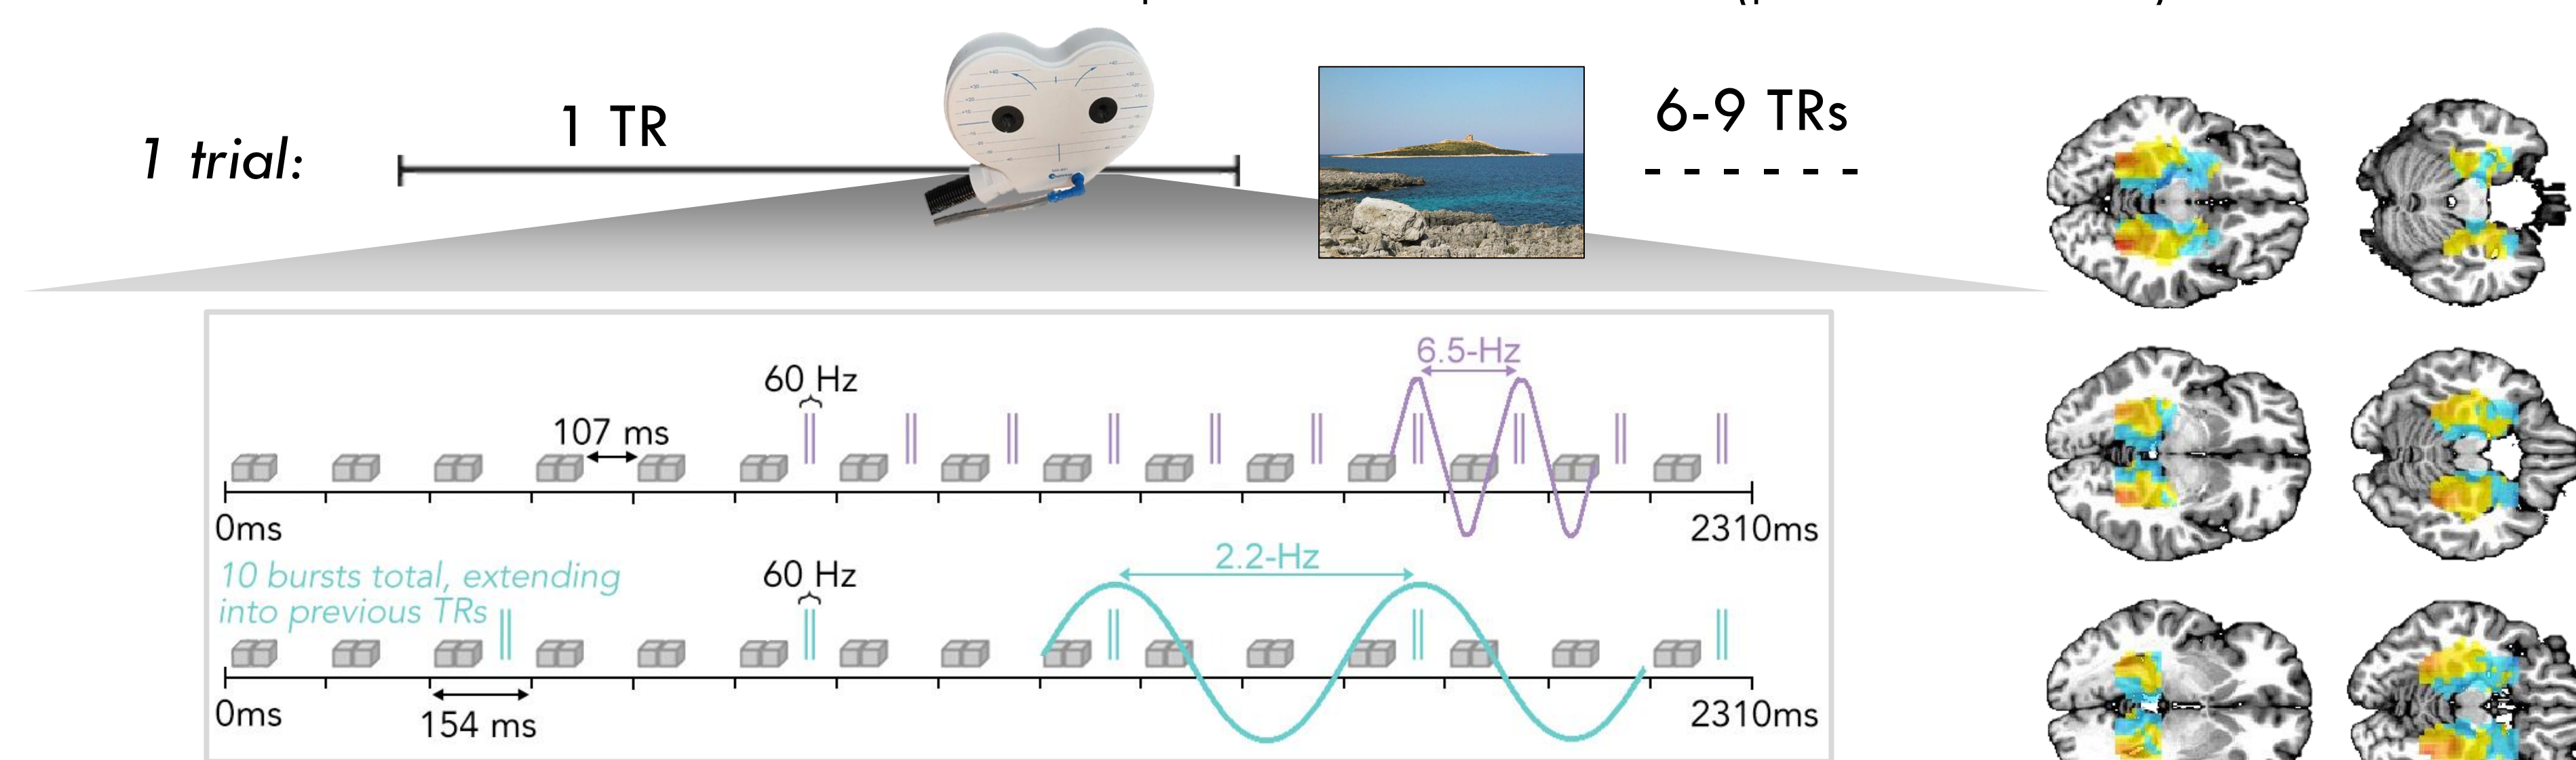 1 trial:
1 TR
6-9 TRs
6.5-Hz
60 Hz
107 ms
0ms
2310ms
2.2-Hz
10 bursts total, extending
into previous TRs
60 Hz
0ms
2310ms
154 ms